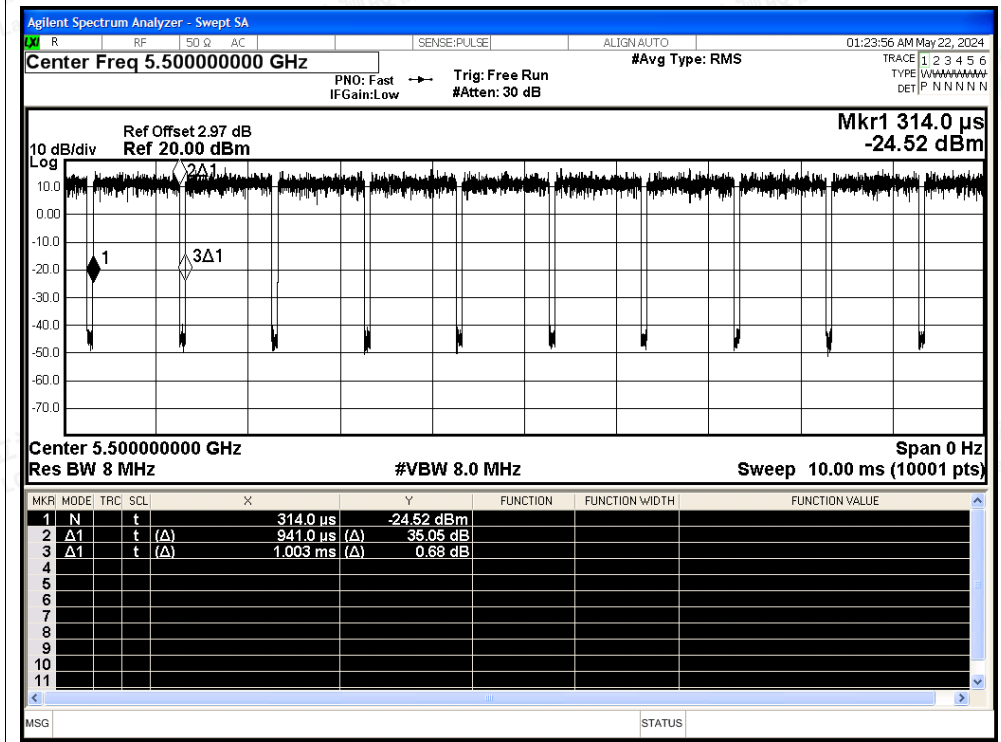 Agilent Spectrum Analyzer - Swept SA
LXI R RF 50 Ω AC SENSE:PULSE ALIGN AUTO 01:23:56 AM May 22, 2024
Center Freq 5.500000000 GHz #Avg Type: RMS TRACE 1 2 3 4 5 6
PNO: Fast Trig: Free Run TYPE WWWWWW
IFGain:Low #Atten: 30 dB DET P N N N N N
Mkr1 314.0 µs
-24.52 dBm
Ref Offset 2.97 dB
10 dB/div Ref 20.00 dBm
Log
2Δ1
10.0
0.00
-10.0
1 3Δ1
-20.0
-30.0
-40.0
-50.0
-60.0
-70.0
Center 5.500000000 GHz Span 0 Hz
Res BW 8 MHz #VBW 8.0 MHz Sweep 10.00 ms (10001 pts)
MKR MODE TRC SCL X Y FUNCTION FUNCTION WIDTH FUNCTION VALUE
1 N t 314.0 µs -24.52 dBm
2 Δ1 t (Δ) 941.0 µs (Δ) 35.05 dB
3 Δ1 t (Δ) 1.003 ms (Δ) 0.68 dB
4
5
6
7
8
9
10
11
MSG STATUS